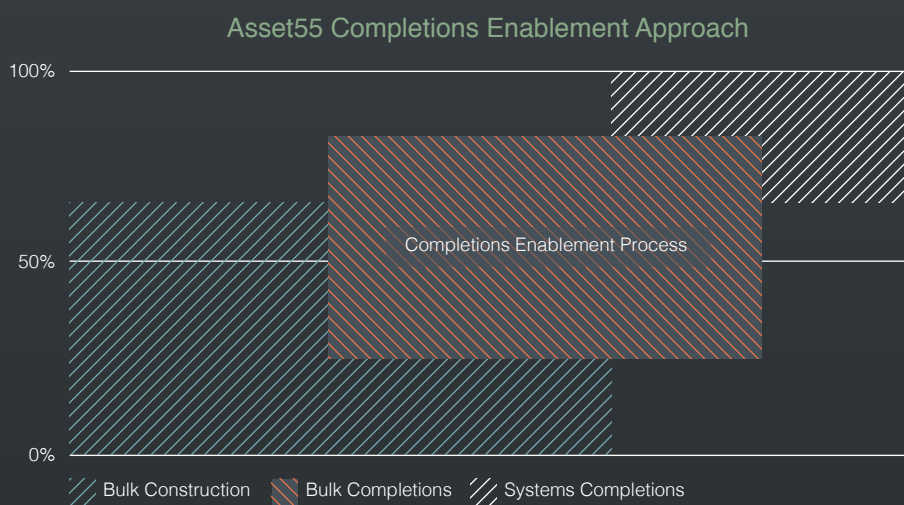 Asset55 Completions Enablement Approach
100%
Completions Enablement Process
50%
0%
Bulk Construction Bulk Completions Systems Completions